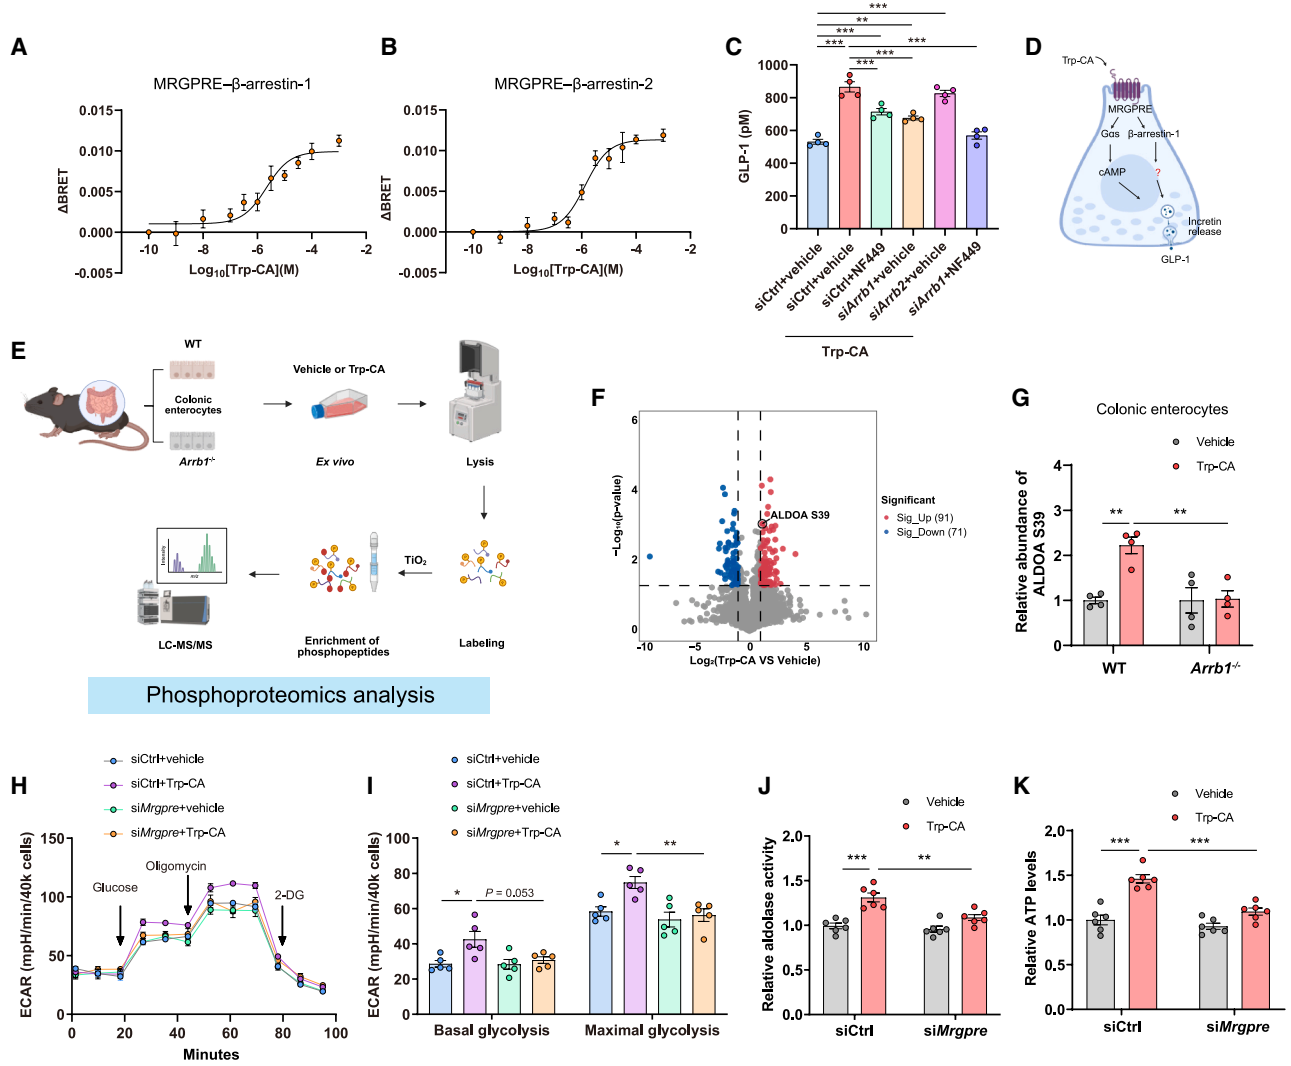 A
MRGPRE–β-arrestin-1
ΔBRET
0.015
0.010
0.005
0.000
-0.005
-10
-8
-6
-4
-2
Log₁₀[Trp-CA](M)
B
MRGPRE–β-arrestin-2
ΔBRET
0.015
0.010
0.005
0.000
-0.005
-10
-8
-6
-4
-2
Log₁₀[Trp-CA](M)
C
***
**
***
*** ***
***
***
GLP-1 (pM)
1000
800
600
400
200
0
siCtrl+vehicle
siCtrl+vehicle
siCtrl+NF449
siArrb1+vehicle
siArrb2+vehicle
siArrb1+NF449
Trp-CA
D
Trp-CA
MRGPRE
Gαs
β-arrestin-1
cAMP
?
Incretin
release
GLP-1
E
WT
Colonic
enterocytes
Arrb1-/-
Vehicle or Trp-CA
Ex vivo
Lysis
Labeling
TiO₂
Enrichment of
phosphopeptides
Intensity
m/z
LC-MS/MS
Phosphoproteomics analysis
F
−Log₁₀(p-value)
6
4
2
0
-10
−5
0
5
10
Log₂(Trp-CA VS Vehicle)
ALDOA S39
Significant
Sig_Up (91)
Sig_Down (71)
G
Colonic enterocytes
Vehicle
Trp-CA
Relative abundance of
ALDOA S39
4
3
2
1
0
** **
WT
Arrb1-/-
H
siCtrl+vehicle
siCtrl+Trp-CA
siMrgpre+vehicle
siMrgpre+Trp-CA
ECAR (mpH/min/40k cells)
150
100
50
0
Glucose
Oligomycin
2-DG
0
20
40
60
80
100
Minutes
I
siCtrl+vehicle
siCtrl+Trp-CA
siMrgpre+vehicle
siMrgpre+Trp-CA
ECAR (mpH/min/40k cells)
100
80
60
40
20
0
* P = 0.053
* **
Basal glycolysis
Maximal glycolysis
J
Vehicle
Trp-CA
Relative aldolase activity
2.0
1.5
1.0
0.5
0.0
*** **
siCtrl
siMrgpre
K
Vehicle
Trp-CA
Relative ATP levels
2.0
1.5
1.0
0.5
0.0
*** ***
siCtrl
siMrgpre